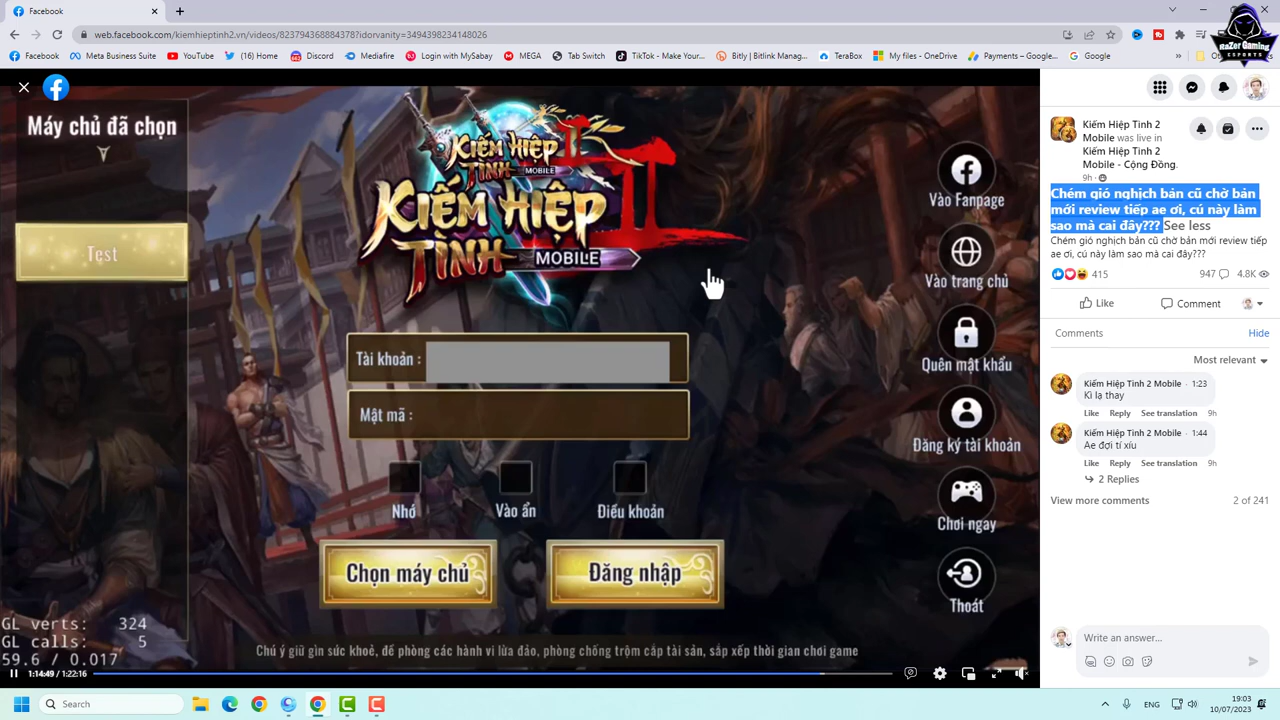 Facebook
web.facebook.com/kiemhieptinh2.vn/videos/823794368884378?idorvanity=3494398234148026
Facebook
Meta Business Suite
YouTube
(16) Home
Discord
Mediafire
Login with MySabay
MEGA
Tab Switch
TikTok - Make Your...
Bitly | Bitlink Manag...
TeraBox
My files - OneDrive
Payments - Google...
Google
»
RaZer Gaming
ESPORTS
Máy chủ đã chọn
Test
KIẾM HIỆP
TÌNH
MOBILE
II
KIẾM HIỆP
TÌNH
MOBILE
II
Tài khoản :
Mật mã :
Nhớ
Vào ẩn
Điều khoản
Chọn máy chủ
Đăng nhập
Vào Fanpage
Vào trang chủ
Quên mật khẩu
Đăng ký tài khoản
Chơi ngay
Thoát
GL verts: 324
GL calls: 5
59.6 / 0.017
Chú ý giữ gìn sức khoẻ, đề phòng các hành vi lừa đảo, phòng chống trộm cắp tài sản, sắp xếp thời gian chơi game
1:14:49 / 1:22:16
Kiếm Hiệp Tinh 2
Mobile was live in
Kiếm Hiệp Tinh 2
Mobile - Cộng Đồng.
9h ·
Chém gió nghịch bản cũ chờ bản
mới review tiếp ae ơi, cú này làm
sao mà cai đây??? See less
Chém gió nghịch bản cũ chờ bản mới review tiếp
ae ơi, cú này làm sao mà cai đây???
415
947
4.8K
Like
Comment
Comments
Hide
Most relevant
Kiếm Hiệp Tinh 2 Mobile · 1:23
Kì lạ thay
Like Reply See translation 9h
Kiếm Hiệp Tinh 2 Mobile · 1:44
Ae đợi tí xíu
Like Reply See translation 9h
2 Replies
View more comments
2 of 241
Write an answer...
Search
ENG
19:03
10/07/2023